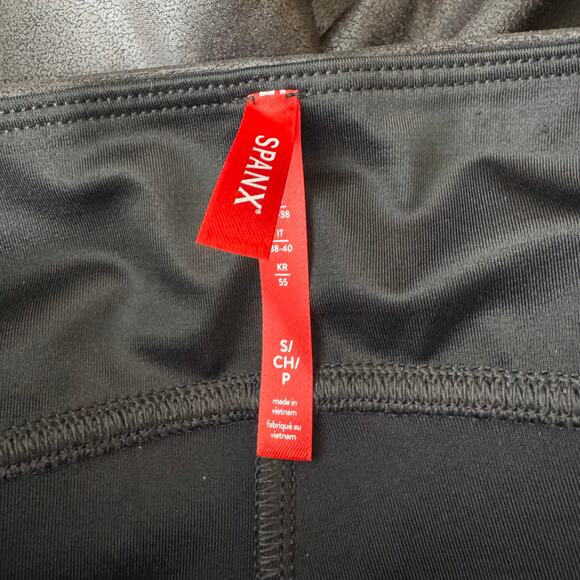 SPANX
38
IT
38-40
KR
55
S/
CH/
P
made in
vietnam
fabriqué au
vietnam